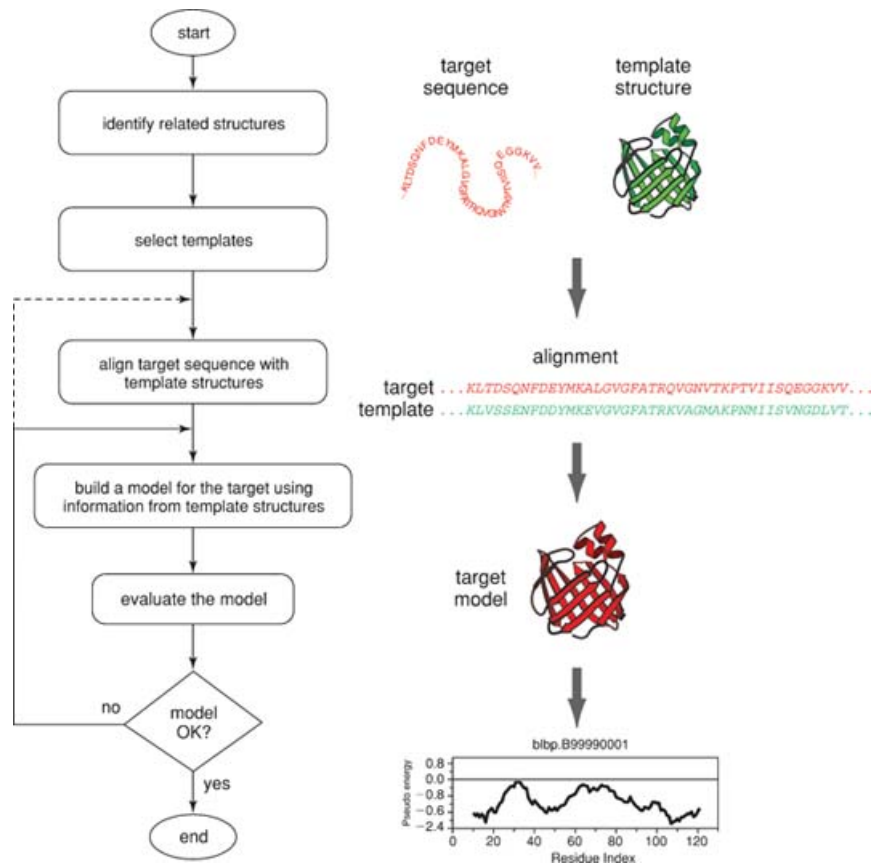 start
identify related structures
select templates
align target sequence with
template structures
build a model for the target using
information from template structures
evaluate the model
model
OK?
no
yes
end
target
sequence
template
structure
alignment
target ...KLTDSQNFDEYMKALGVGFATRQVGNVTKPTVIISQEGGKVV...
template ...KLVSSENFDDYMKEVGVGFATRKVAGMAKPNMIISVNGDLVT...
target
model
blbp.B99990001
Pseudo energy
0.8
0.0
-0.8
-1.6
-2.4
0 20 40 60 80 100 120
Residue Index